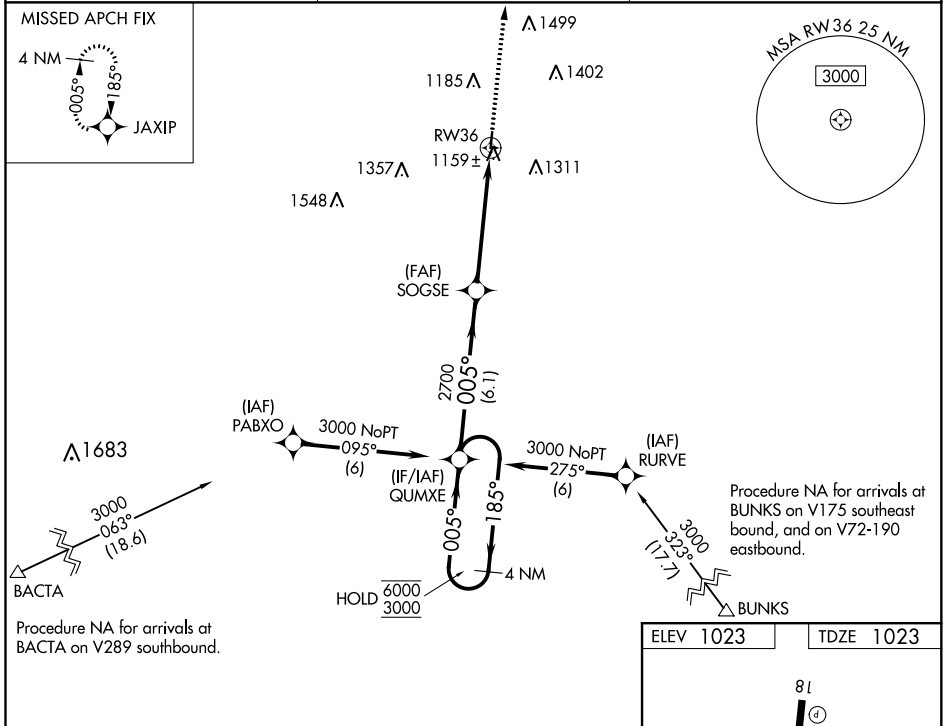 MISSED APCH FIX
4 NM
005°
185°
JAXIP
1499
1185
1402
RW36
1159 ±
1357
1311
1548
MSA RW36 25 NM
3000
(FAF)
SOGSE
2700
005°
(6.1)
(IAF)
PABXO
3000 NoPT
095°
(6)
(IF/IAF)
QUMXE
3000 NoPT
275°
(6)
(IAF)
RURVE
1683
3000
063°
(18.6)
BACTA
Procedure NA for arrivals at
BACTA on V289 southbound.
005°
185°
4 NM
HOLD 6000
3000
Procedure NA for arrivals at
BUNKS on V175 southeast
bound, and on V72-190
eastbound.
3000
323°
(17.7)
BUNKS
ELEV 1023
TDZE 1023
18
P